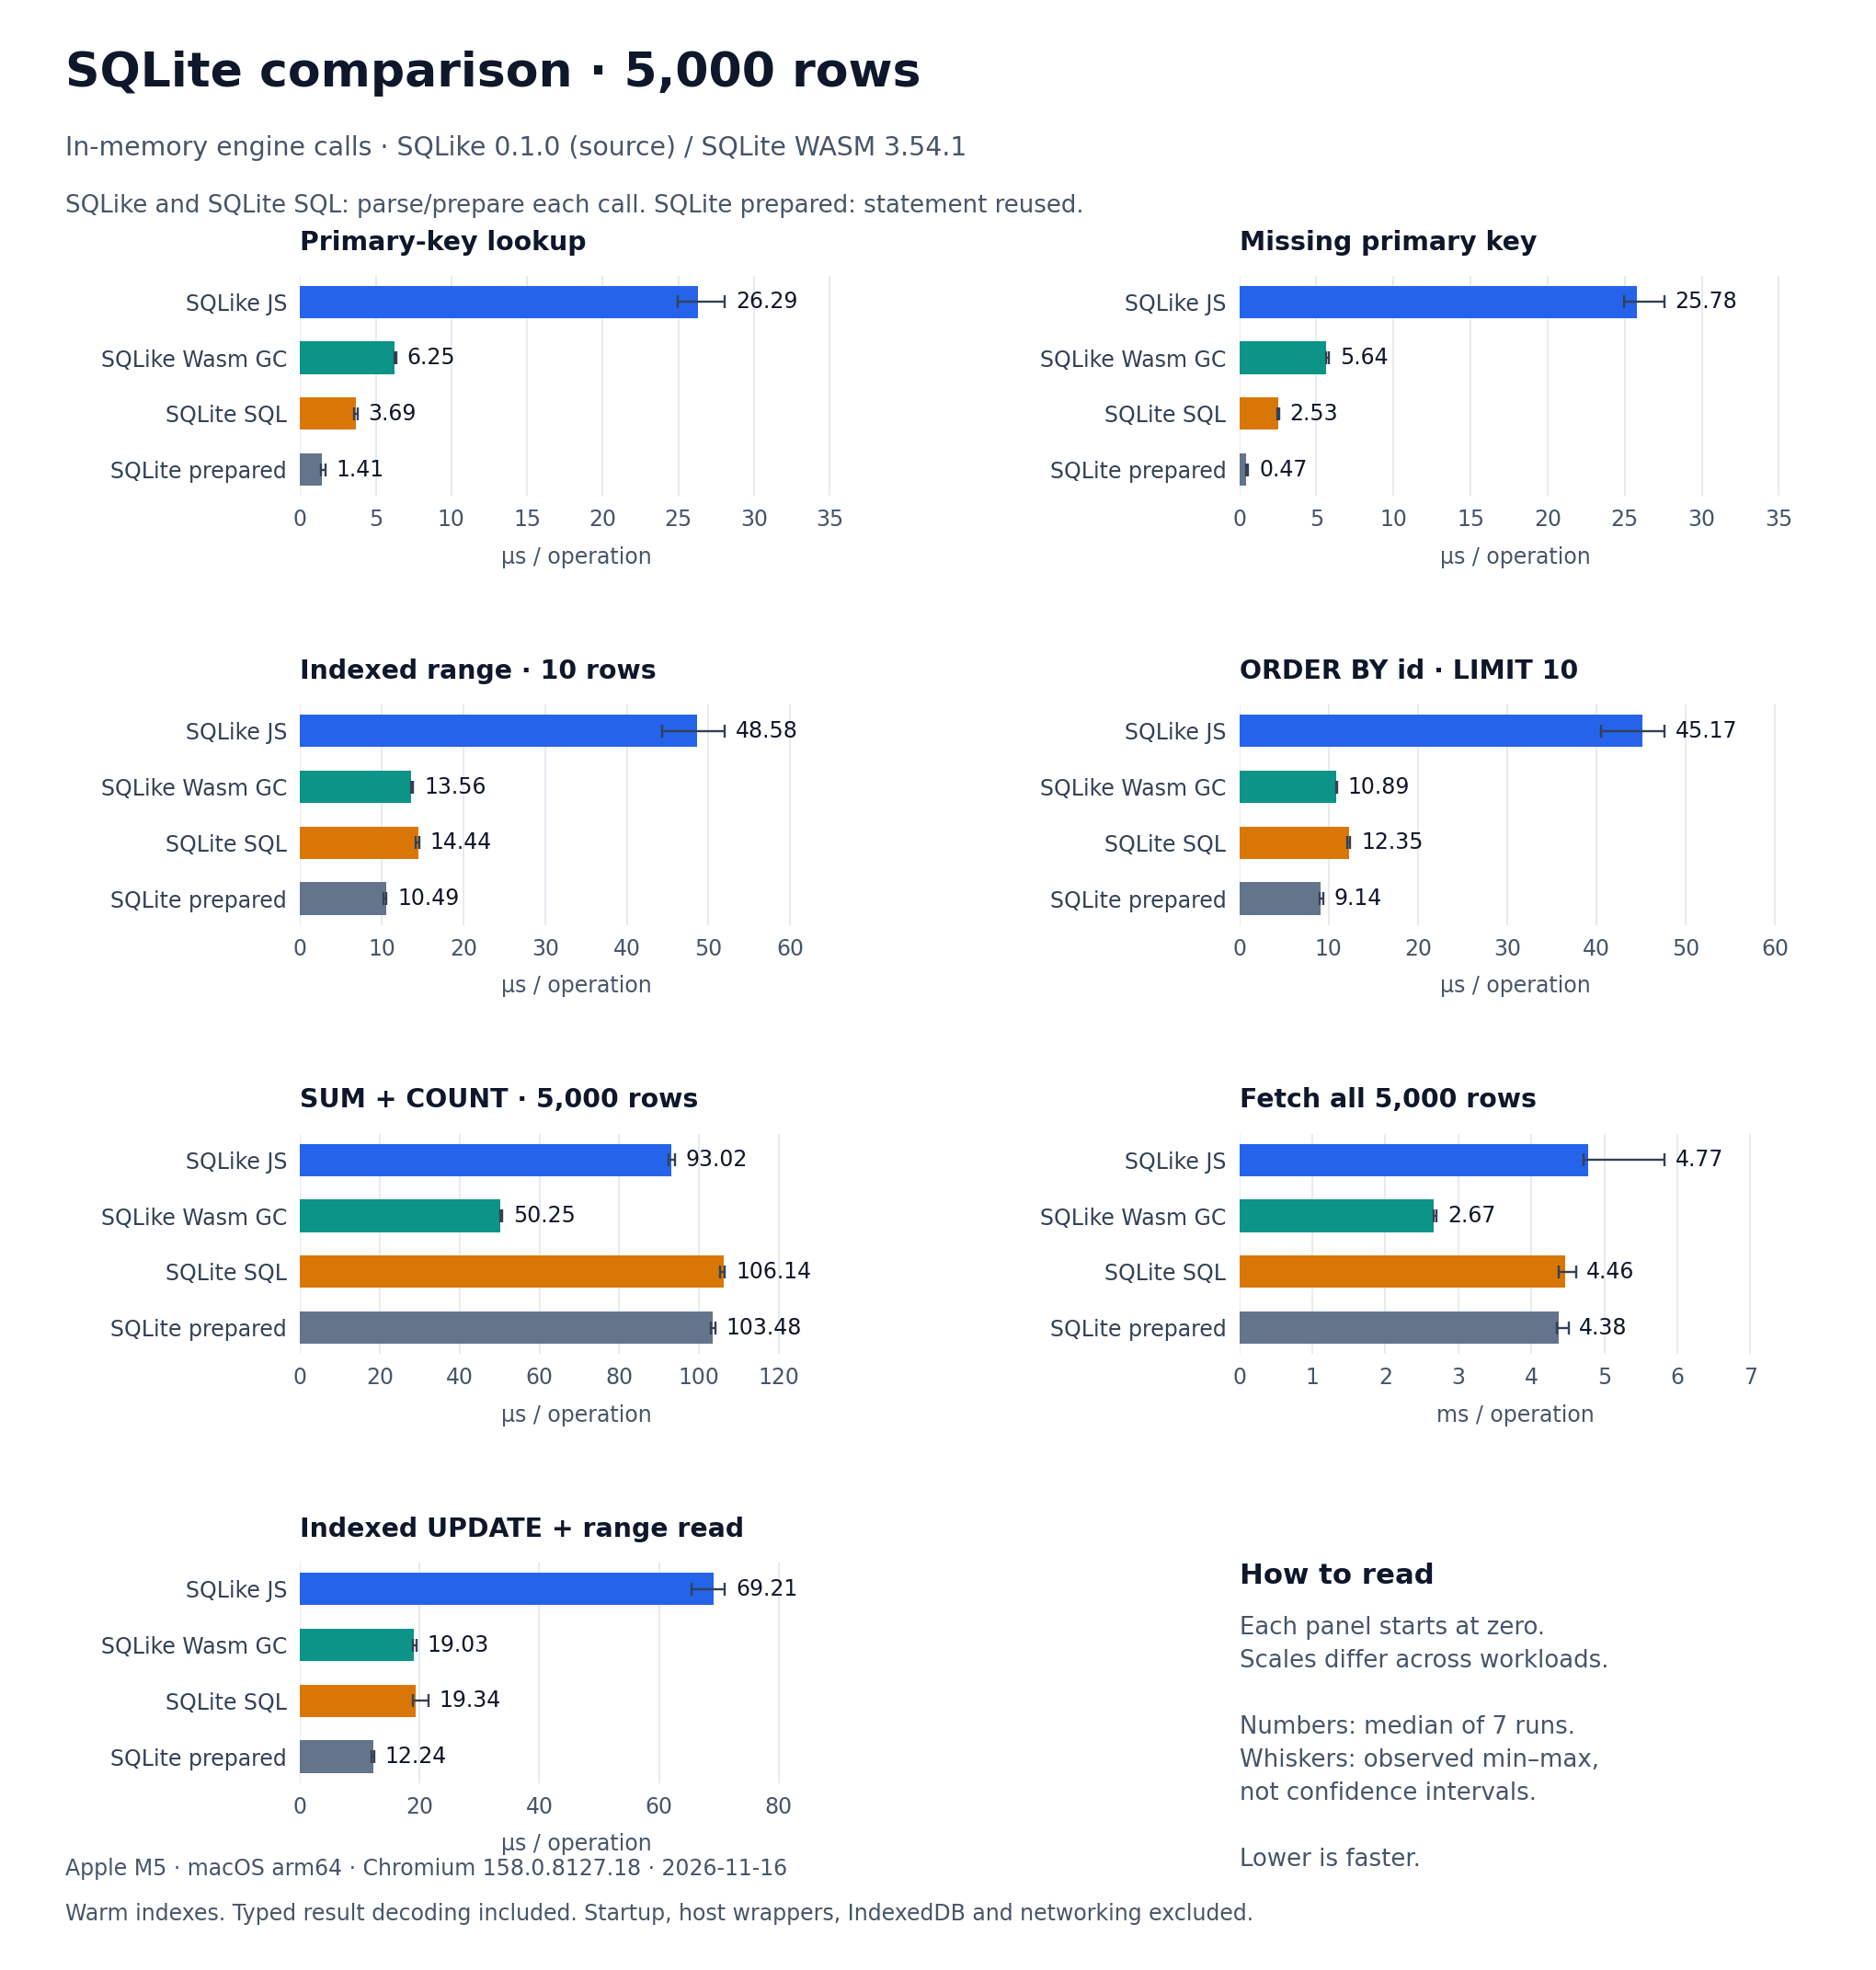 SQLite comparison · 5,000 rows
In-memory engine calls · SQLike 0.1.0 (source) / SQLite WASM 3.54.1
SQLike and SQLite SQL: parse/prepare each call. SQLite prepared: statement reused.
Primary-key lookup
SQLike JS 26.29
SQLike Wasm GC 6.25
SQLite SQL 3.69
SQLite prepared 1.41
0 5 10 15 20 25 30 35
µs / operation
Missing primary key
SQLike JS 25.78
SQLike Wasm GC 5.64
SQLite SQL 2.53
SQLite prepared 0.47
0 5 10 15 20 25 30 35
µs / operation
Indexed range · 10 rows
SQLike JS 48.58
SQLike Wasm GC 13.56
SQLite SQL 14.44
SQLite prepared 10.49
0 10 20 30 40 50 60
µs / operation
ORDER BY id · LIMIT 10
SQLike JS 45.17
SQLike Wasm GC 10.89
SQLite SQL 12.35
SQLite prepared 9.14
0 10 20 30 40 50 60
µs / operation
SUM + COUNT · 5,000 rows
SQLike JS 93.02
SQLike Wasm GC 50.25
SQLite SQL 106.14
SQLite prepared 103.48
0 20 40 60 80 100 120
µs / operation
Fetch all 5,000 rows
SQLike JS 4.77
SQLike Wasm GC 2.67
SQLite SQL 4.46
SQLite prepared 4.38
0 1 2 3 4 5 6 7
ms / operation
Indexed UPDATE + range read
SQLike JS 69.21
SQLike Wasm GC 19.03
SQLite SQL 19.34
SQLite prepared 12.24
0 20 40 60 80
µs / operation
How to read
Each panel starts at zero.
Scales differ across workloads.
Numbers: median of 7 runs.
Whiskers: observed min–max,
not confidence intervals.
Lower is faster.
Apple M5 · macOS arm64 · Chromium 158.0.8127.18 · 2026-11-16
Warm indexes. Typed result decoding included. Startup, host wrappers, IndexedDB and networking excluded.